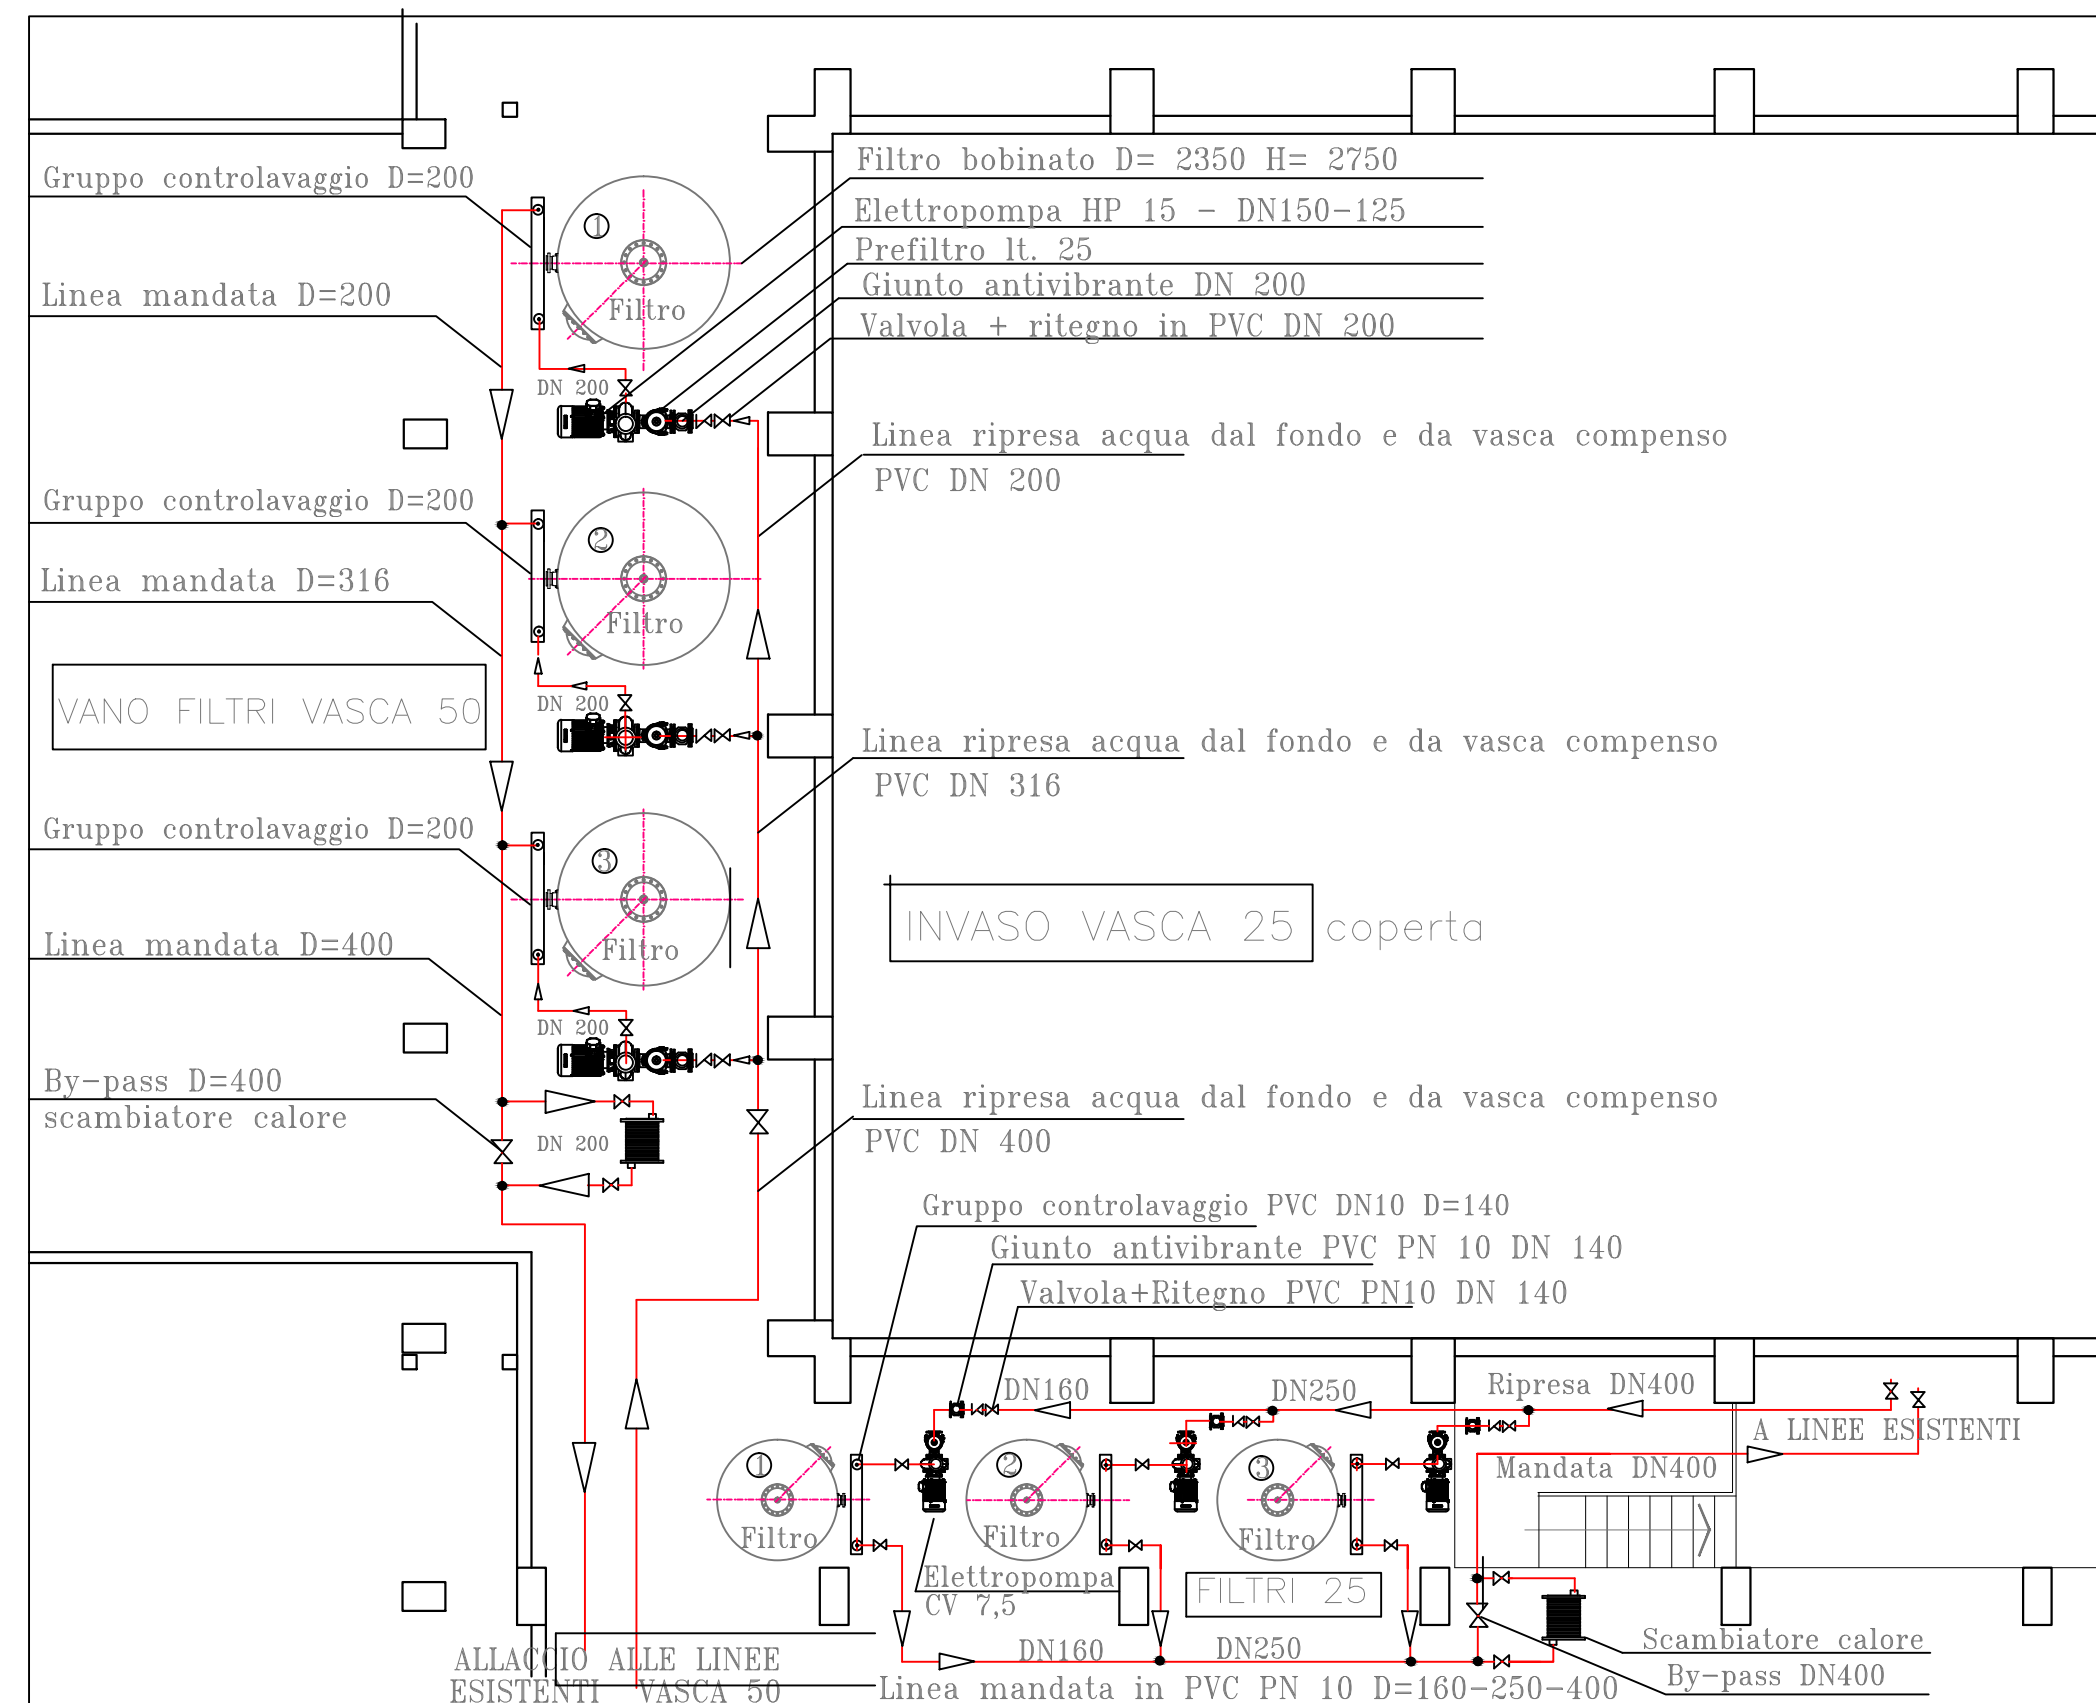 Gruppo controlavaggio D=200
Linea mandata D=200
Gruppo controlavaggio D=200
Linea mandata D=316
VANO FILTRI VASCA 50
Gruppo controlavaggio D=200
Linea mandata D=400
By-pass D=400
scambiatore calore
1
Filtro
DN 200
2
Filtro
DN 200
3
Filtro
DN 200
DN 200
Filtro bobinato D= 2350 H= 2750
Elettropompa HP 15 - DN150-125
Prefiltro lt. 25
Giunto antivibrante DN 200
Valvola + ritegno in PVC DN 200
Linea ripresa acqua dal fondo e da vasca compenso
PVC DN 200
Linea ripresa acqua dal fondo e da vasca compenso
PVC DN 316
INVASO VASCA 25 coperta
Linea ripresa acqua dal fondo e da vasca compenso
PVC DN 400
Gruppo controlavaggio PVC DN10 D=140
Giunto antivibrante PVC PN 10 DN 140
Valvola+Ritegno PVC PN10 DN 140
DN160
DN250
Ripresa DN400
A LINEE ESISTENTI
Mandata DN400
1
Filtro
2
Filtro
3
Filtro
Elettropompa
CV 7,5
FILTRI 25
DN160
DN250
Scambiatore calore
By-pass DN400
Linea mandata in PVC PN 10 D=160-250-400
ALLACCIO ALLE LINEE
ESISTENTI VASCA 50